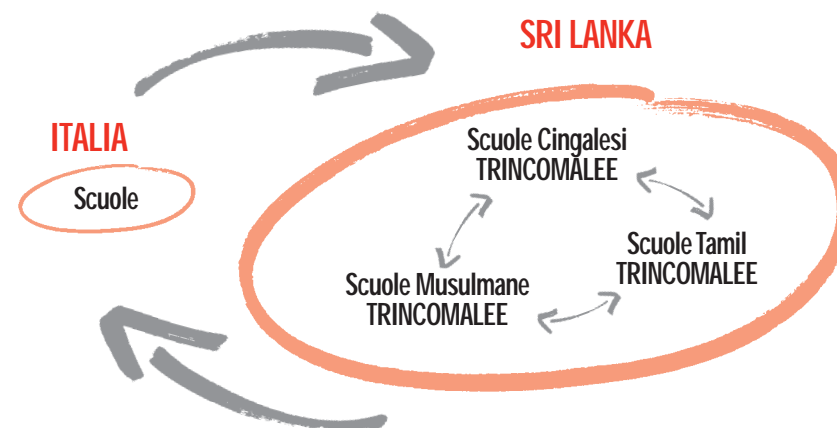 SRI LANKA
ITALIA
Scuole
Scuole Cingalesi
TRINCOMALEE
Scuole Tamil
TRINCOMALEE
Scuole Musulmane
TRINCOMALEE